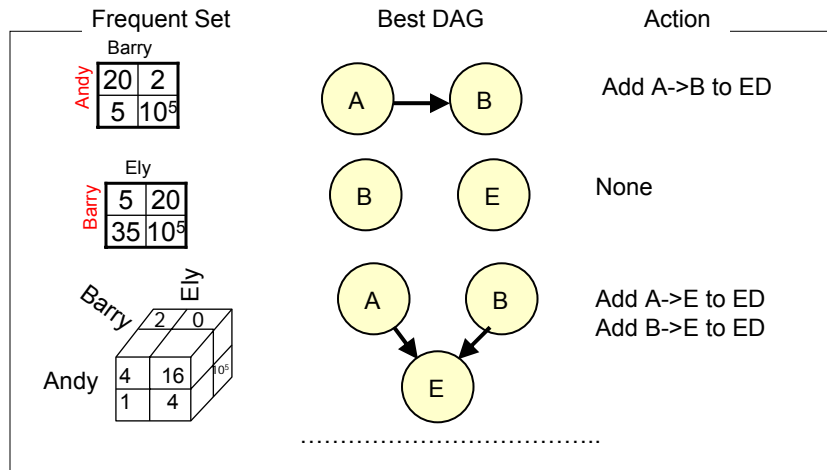 Frequent Set Best DAG Action
Barry
Andy
20 2
5 10⁵
A B
Add A->B to ED
Ely
Barry
5 20
35 10⁵
B E
None
Barry
Ely
Andy
2 0
4 16
1 4
10⁵
A B
E
Add A->E to ED
Add B->E to ED